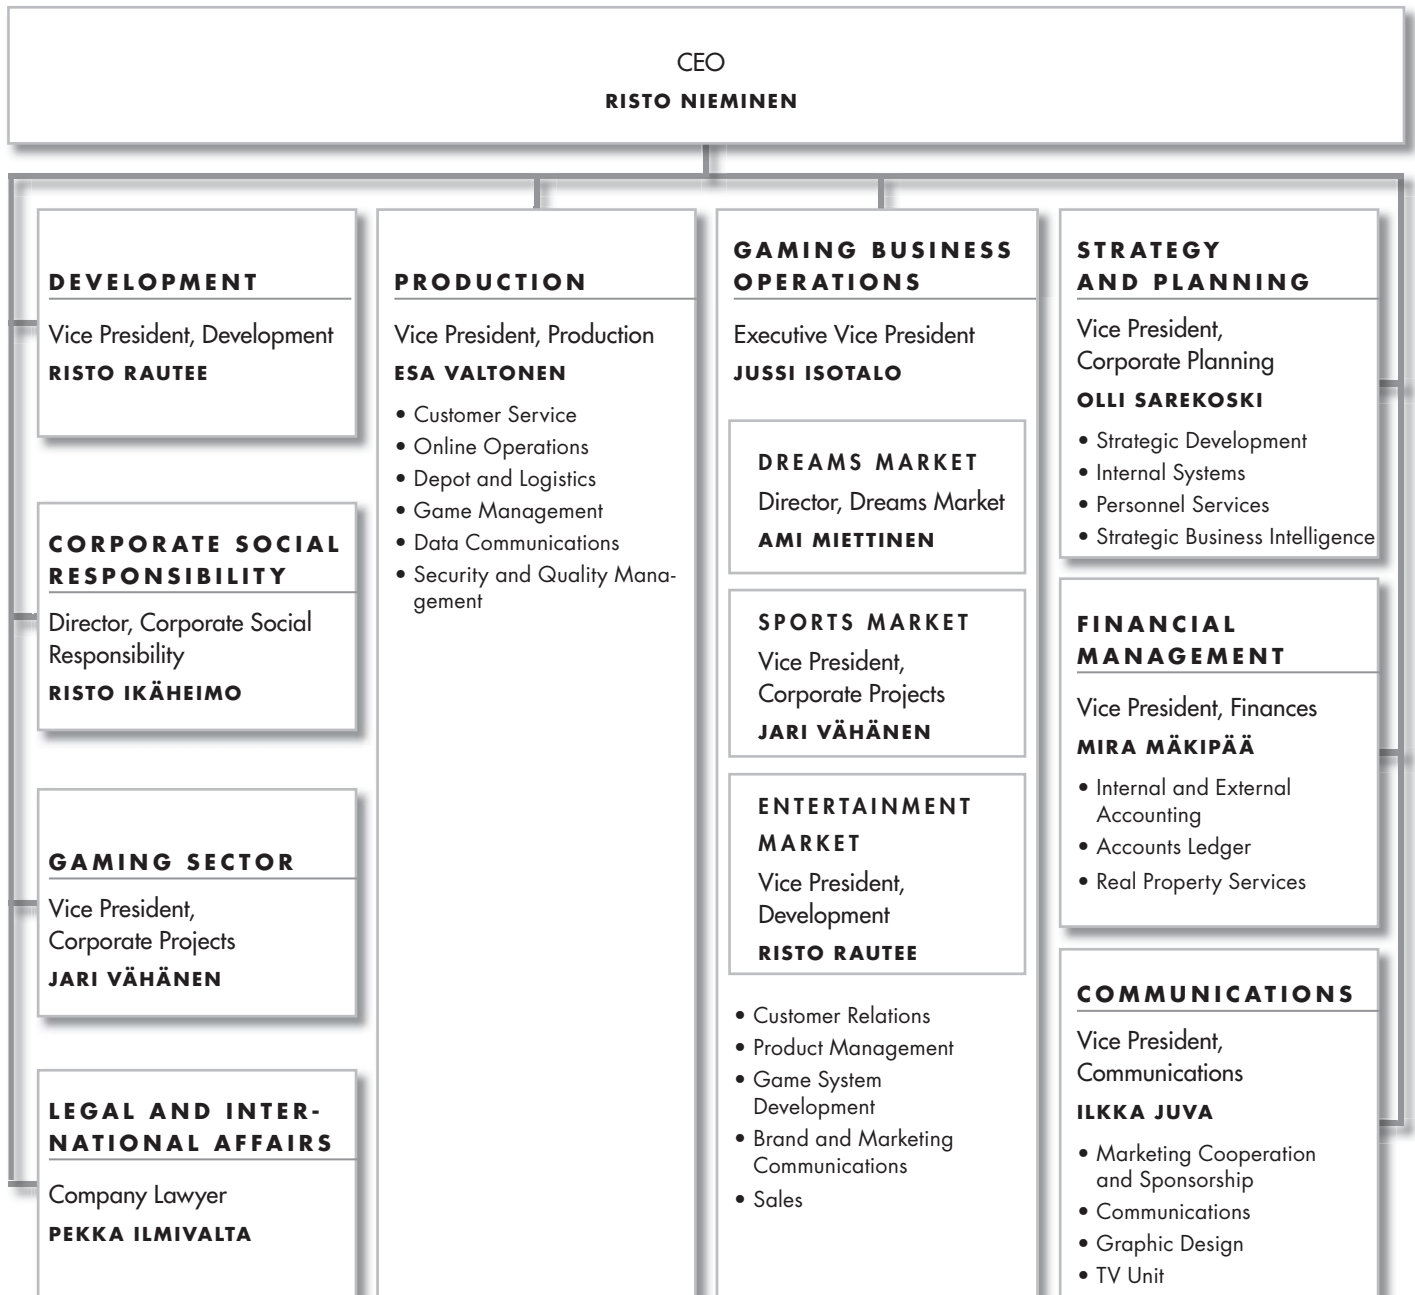 CEO
RISTO NIEMINEN
DEVELOPMENT
Vice President, Development
RISTO RAUTEE
CORPORATE SOCIAL
RESPONSIBILITY
Director, Corporate Social
Responsibility
RISTO IKÄHEIMO
GAMING SECTOR
Vice President,
Corporate Projects
JARI VÄHÄNEN
LEGAL AND INTER-
NATIONAL AFFAIRS
Company Lawyer
PEKKA ILMIVALTA
PRODUCTION
Vice President, Production
ESA VALTONEN
• Customer Service
• Online Operations
• Depot and Logistics
• Game Management
• Data Communications
• Security and Quality Mana-
gement
GAMING BUSINESS
OPERATIONS
Executive Vice President
JUSSI ISOTALO
DREAMS MARKET
Director, Dreams Market
AMI MIETTINEN
SPORTS MARKET
Vice President,
Corporate Projects
JARI VÄHÄNEN
ENTERTAINMENT
MARKET
Vice President,
Development
RISTO RAUTEE
• Customer Relations
• Product Management
• Game System
Development
• Brand and Marketing
Communications
• Sales
STRATEGY
AND PLANNING
Vice President,
Corporate Planning
OLLI SAREKOSKI
• Strategic Development
• Internal Systems
• Personnel Services
• Strategic Business Intelligence
FINANCIAL
MANAGEMENT
Vice President, Finances
MIRA MÄKIPÄÄ
• Internal and External
Accounting
• Accounts Ledger
• Real Property Services
COMMUNICATIONS
Vice President,
Communications
ILKKA JUVA
• Marketing Cooperation
and Sponsorship
• Communications
• Graphic Design
• TV Unit